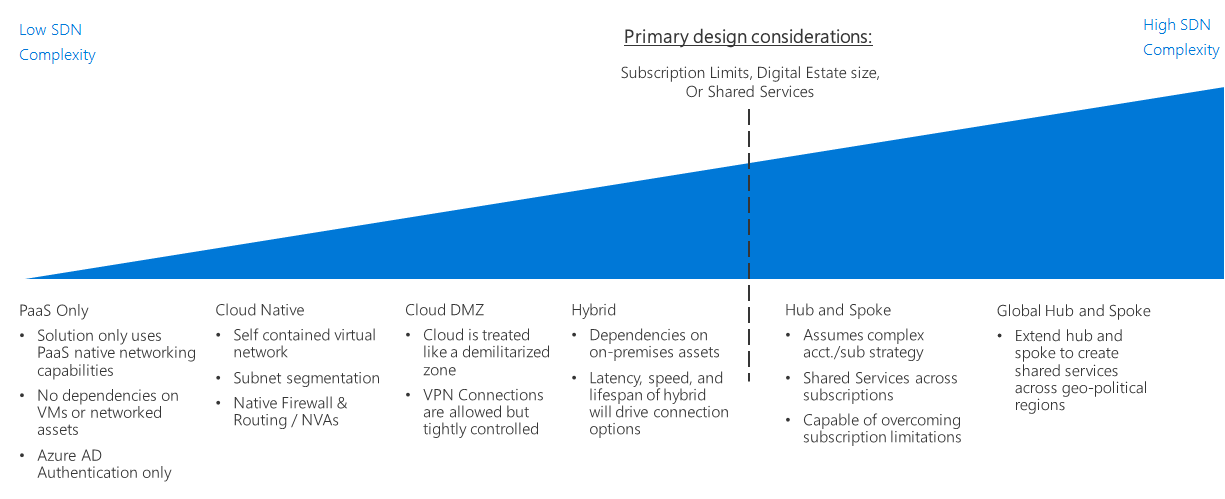 Low SDN
Complexity
Primary design considerations:
High SDN
Complexity
Subscription Limits, Digital Estate size,
Or Shared Services
PaaS Only
• Solution only uses
PaaS native networking
capabilities
• No dependencies on
VMs or networked
assets
• Azure AD
Authentication only
Cloud Native
• Self contained virtual
network
• Subnet segmentation
• Native Firewall &
Routing / NVAs
Cloud DMZ
• Cloud is treated
like a demilitarized
zone
• VPN Connections
are allowed but
tightly controlled
Hybrid
• Dependencies on
on-premises assets
• Latency, speed, and
lifespan of hybrid
will drive connection
options
Hub and Spoke
• Assumes complex
acct./sub strategy
• Shared Services across
subscriptions
• Capable of overcoming
subscription limitations
Global Hub and Spoke
• Extend hub and
spoke to create
shared services
across geo-political
regions